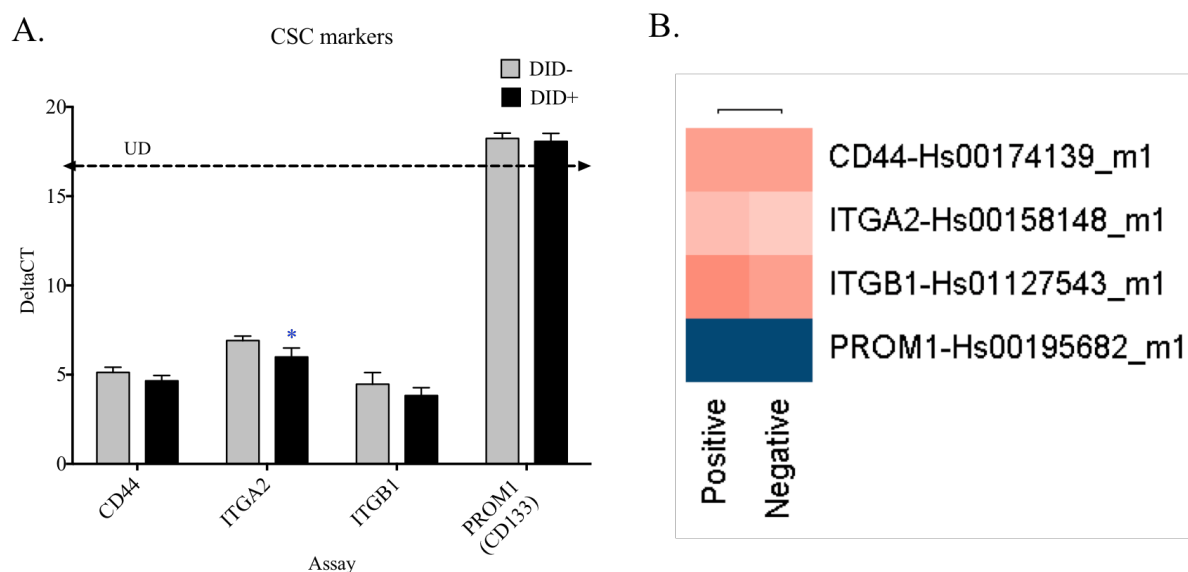 A.
CSC markers
DID-
DID+
20
15
10
5
0
UD
*
DeltaCT
CD44
ITGA2
ITGB1
PROM1
(CD133)
Assay
B.
CD44-Hs00174139_m1
ITGA2-Hs00158148_m1
ITGB1-Hs01127543_m1
PROM1-Hs00195682_m1
Positive
Negative